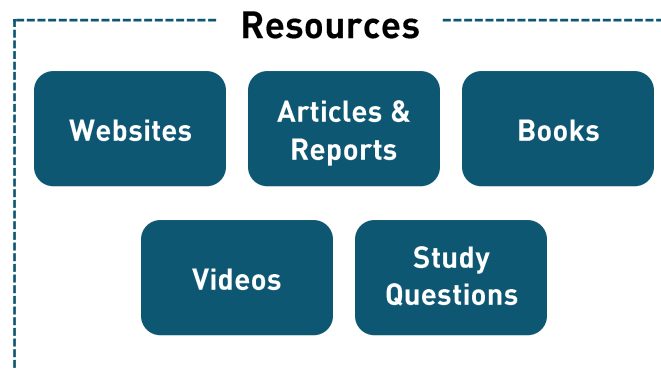 Resources
Websites
Articles &
Reports
Books
Videos
Study
Questions